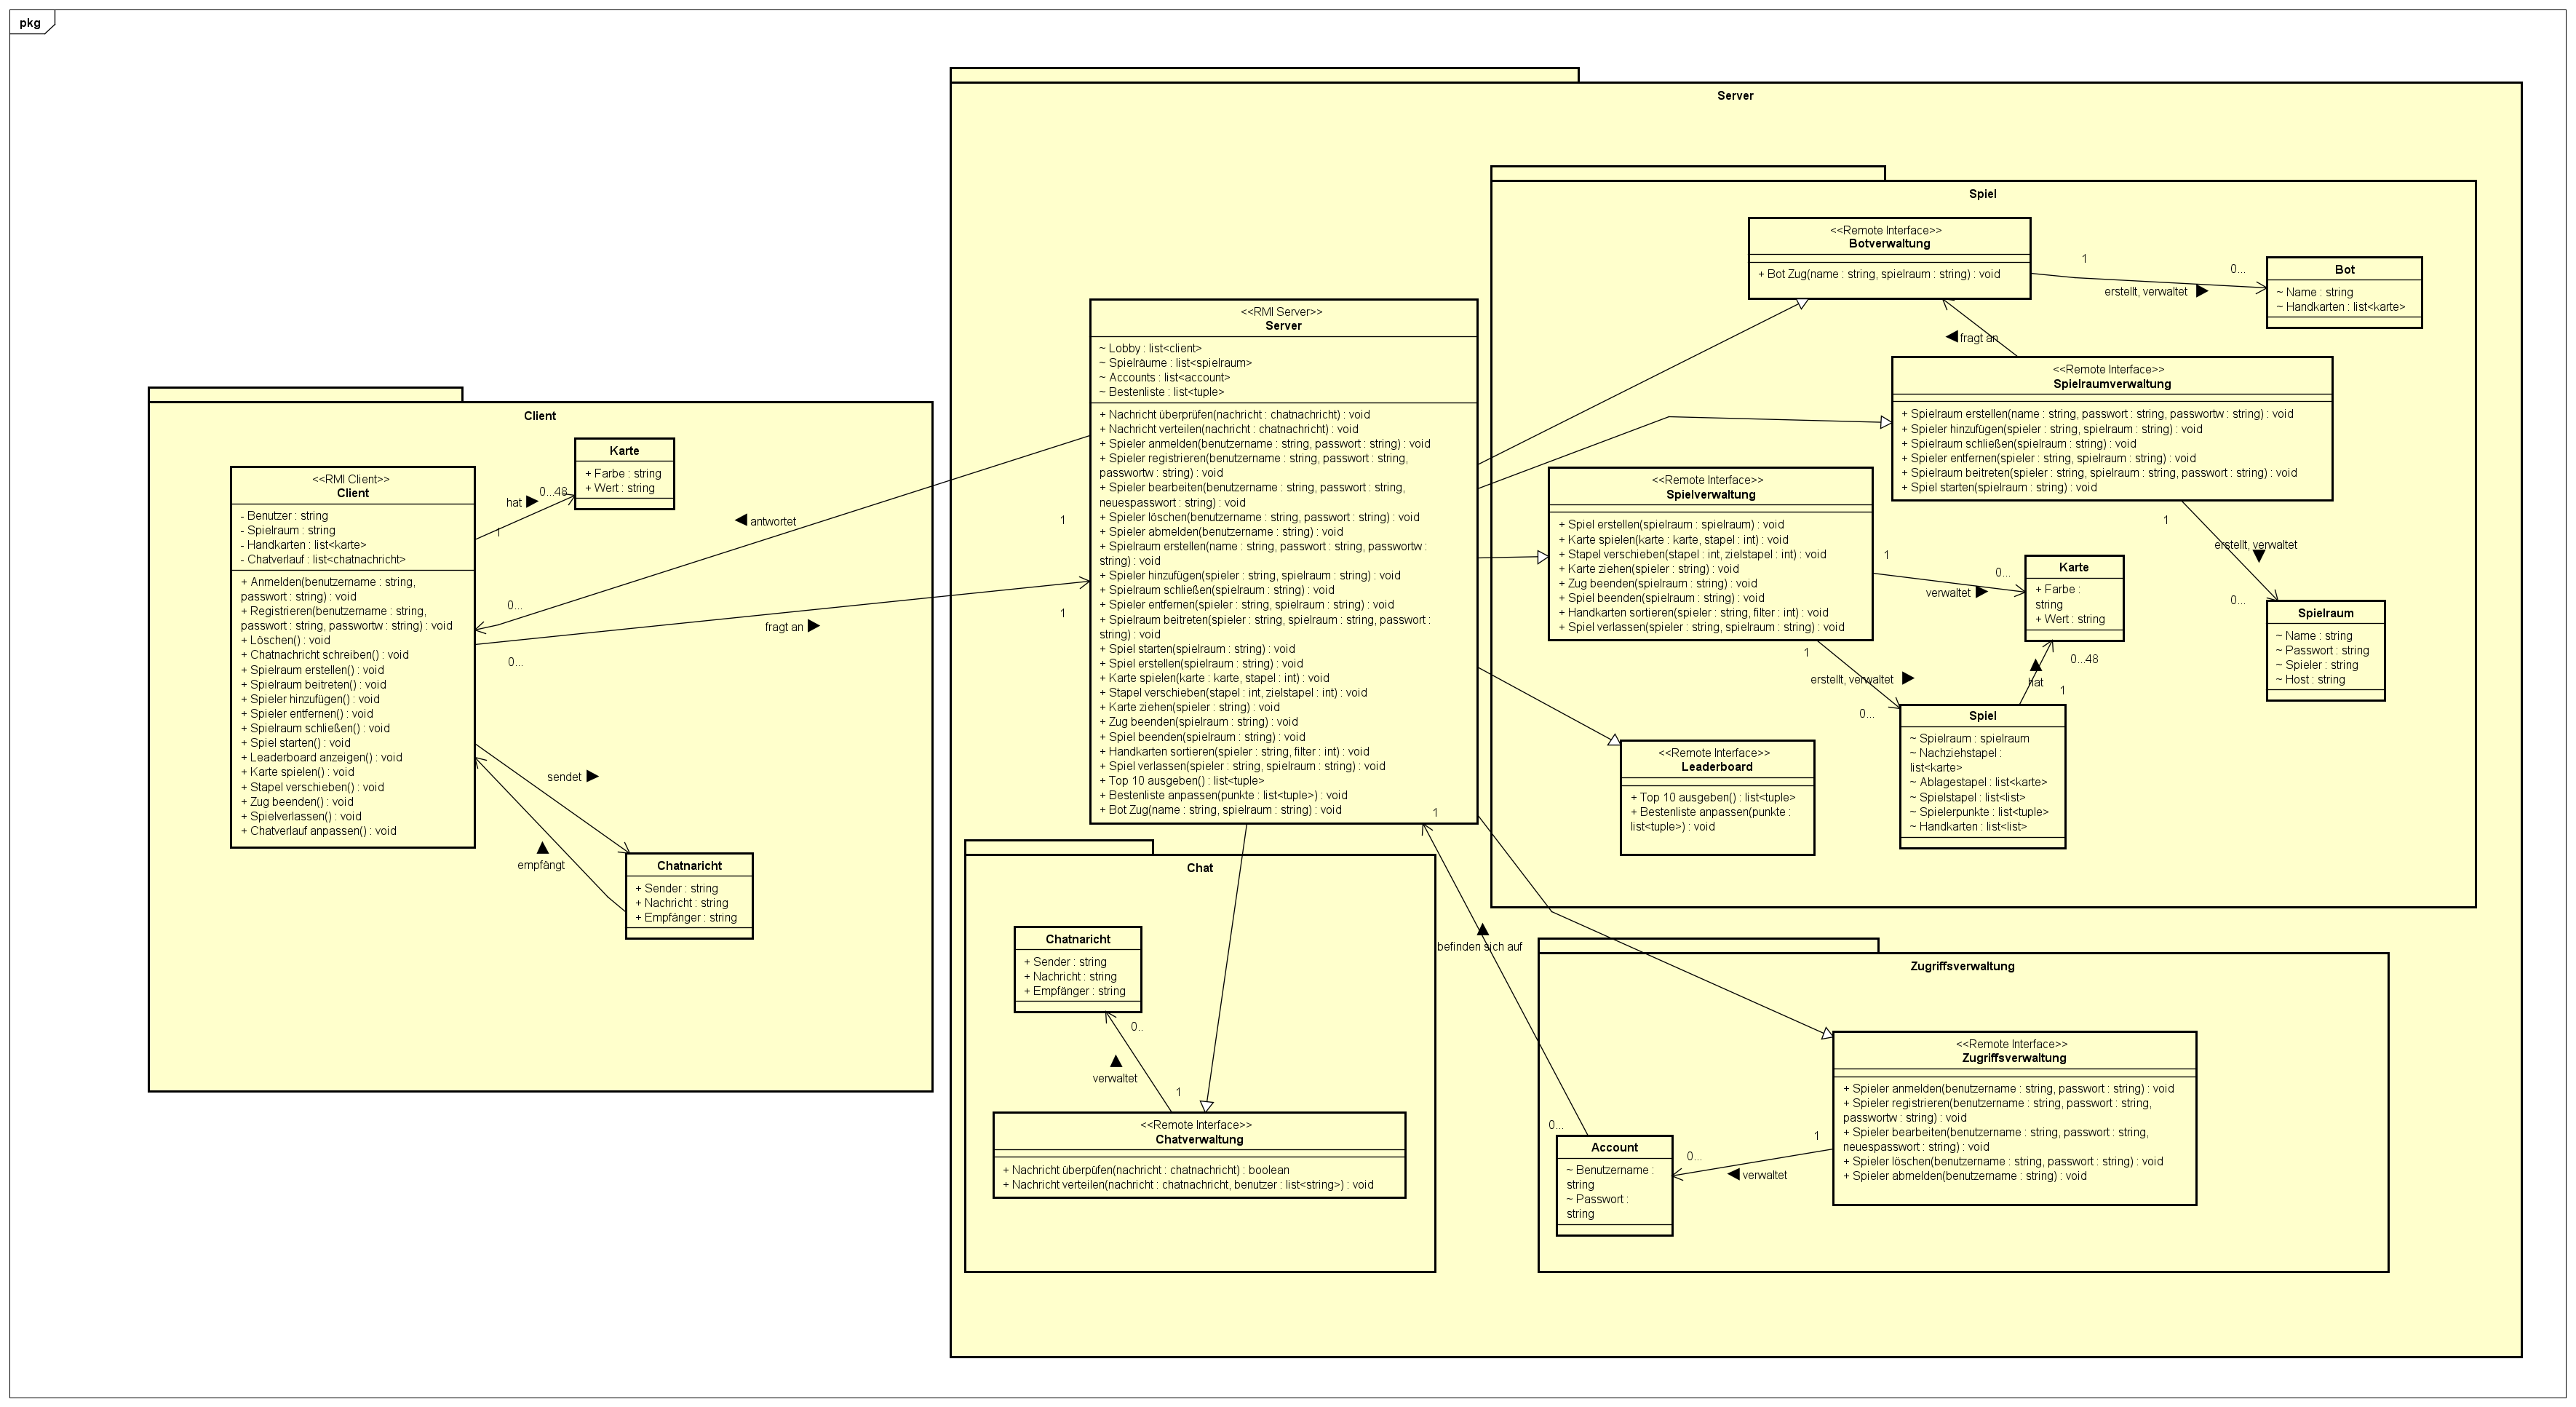 pkg
Client
<<RMI Client>>
Client
- Benutzer : string
- Spielraum : string
- Handkarten : list<karte>
- Chatverlauf : list<chatnachricht>
+ Anmelden(benutzername : string,
passwort : string) : void
+ Registrieren(benutzername : string,
passwort : string, passwortw : string) : void
+ Löschen() : void
+ Chatnachricht schreiben() : void
+ Spielraum erstellen() : void
+ Spielraum beitreten() : void
+ Spieler hinzufügen() : void
+ Spieler entfernen() : void
+ Spielraum schließen() : void
+ Spiel starten() : void
+ Leaderboard anzeigen() : void
+ Karte spielen() : void
+ Stapel verschieben() : void
+ Zug beenden() : void
+ Spielverlassen() : void
+ Chatverlauf anpassen() : void
hat
1
0...48
Karte
+ Farbe : string
+ Wert : string
antwortet
1
0...
fragt an
0...
1
sendet
empfängt
Chatnaricht
+ Sender : string
+ Nachricht : string
+ Empfänger : string
Server
<<RMI Server>>
Server
~ Lobby : list<client>
~ Spielräume : list<spielraum>
~ Accounts : list<account>
~ Bestenliste : list<tuple>
+ Nachricht überprüfen(nachricht : chatnachricht) : void
+ Nachricht verteilen(nachricht : chatnachricht) : void
+ Spieler anmelden(benutzername : string, passwort : string) : void
+ Spieler registrieren(benutzername : string, passwort : string,
passwortw : string) : void
+ Spieler bearbeiten(benutzername : string, passwort : string,
neuespasswort : string) : void
+ Spieler löschen(benutzername : string, passwort : string) : void
+ Spieler abmelden(benutzername : string) : void
+ Spielraum erstellen(name : string, passwort : string, passwortw :
string) : void
+ Spieler hinzufügen(spieler : string, spielraum : string) : void
+ Spielraum schließen(spielraum : string) : void
+ Spieler entfernen(spieler : string, spielraum : string) : void
+ Spielraum beitreten(spieler : string, spielraum : string, passwort :
string) : void
+ Spiel starten(spielraum : string) : void
+ Spiel erstellen(spielraum : string) : void
+ Karte spielen(karte : karte, stapel : int) : void
+ Stapel verschieben(stapel : int, zielstapel : int) : void
+ Karte ziehen(spieler : string) : void
+ Zug beenden(spielraum : string) : void
+ Spiel beenden(spielraum : string) : void
+ Handkarten sortieren(spieler : string, filter : int) : void
+ Spiel verlassen(spieler : string, spielraum : string) : void
+ Top 10 ausgeben() : list<tuple>
+ Bestenliste anpassen(punkte : list<tuple>) : void
+ Bot Zug(name : string, spielraum : string) : void
Spiel
<<Remote Interface>>
Botverwaltung
+ Bot Zug(name : string, spielraum : string) : void
1
0...
erstellt, verwaltet
Bot
~ Name : string
~ Handkarten : list<karte>
fragt an
<<Remote Interface>>
Spielraumverwaltung
+ Spielraum erstellen(name : string, passwort : string, passwortw : string) : void
+ Spieler hinzufügen(spieler : string, spielraum : string) : void
+ Spielraum schließen(spielraum : string) : void
+ Spieler entfernen(spieler : string, spielraum : string) : void
+ Spielraum beitreten(spieler : string, spielraum : string, passwort : string) : void
+ Spiel starten(spielraum : string) : void
1
erstellt, verwaltet
0...
Spielraum
~ Name : string
~ Passwort : string
~ Spieler : string
~ Host : string
<<Remote Interface>>
Spielverwaltung
+ Spiel erstellen(spielraum : spielraum) : void
+ Karte spielen(karte : karte, stapel : int) : void
+ Stapel verschieben(stapel : int, zielstapel : int) : void
+ Karte ziehen(spieler : string) : void
+ Zug beenden(spielraum : string) : void
+ Spiel beenden(spielraum : string) : void
+ Handkarten sortieren(spieler : string, filter : int) : void
+ Spiel verlassen(spieler : string, spielraum : string) : void
1
0...
verwaltet
Karte
+ Farbe :
string
+ Wert : string
1
erstellt, verwaltet
0...
0...48
hat
1
Spiel
~ Spielraum : spielraum
~ Nachziehstapel :
list<karte>
~ Ablagestapel : list<karte>
~ Spielstapel : list<list>
~ Spielerpunkte : list<tuple>
~ Handkarten : list<list>
<<Remote Interface>>
Leaderboard
+ Top 10 ausgeben() : list<tuple>
+ Bestenliste anpassen(punkte :
list<tuple>) : void
Chat
Chatnaricht
+ Sender : string
+ Nachricht : string
+ Empfänger : string
0..
verwaltet
1
<<Remote Interface>>
Chatverwaltung
+ Nachricht überpüfen(nachricht : chatnachricht) : boolean
+ Nachricht verteilen(nachricht : chatnachricht, benutzer : list<string>) : void
1
befinden sich auf
0...
Zugriffsverwaltung
<<Remote Interface>>
Zugriffsverwaltung
+ Spieler anmelden(benutzername : string, passwort : string) : void
+ Spieler registrieren(benutzername : string, passwort : string,
passwortw : string) : void
+ Spieler bearbeiten(benutzername : string, passwort : string,
neuespasswort : string) : void
+ Spieler löschen(benutzername : string, passwort : string) : void
+ Spieler abmelden(benutzername : string) : void
1
0...
verwaltet
Account
~ Benutzername :
string
~ Passwort :
string